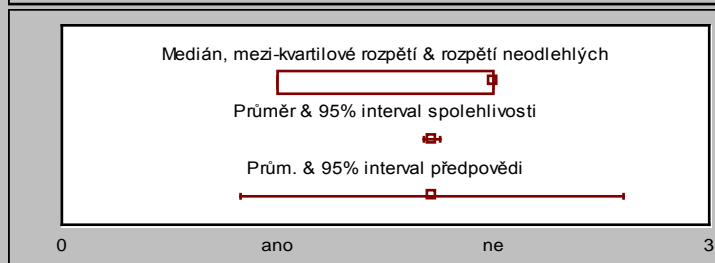 Medián, mezi-kvartilové rozpětí & rozpětí neodlehlých
Průměr & 95% interval spolehlivosti
Prům. & 95% interval předpovědi
0 ano ne 3